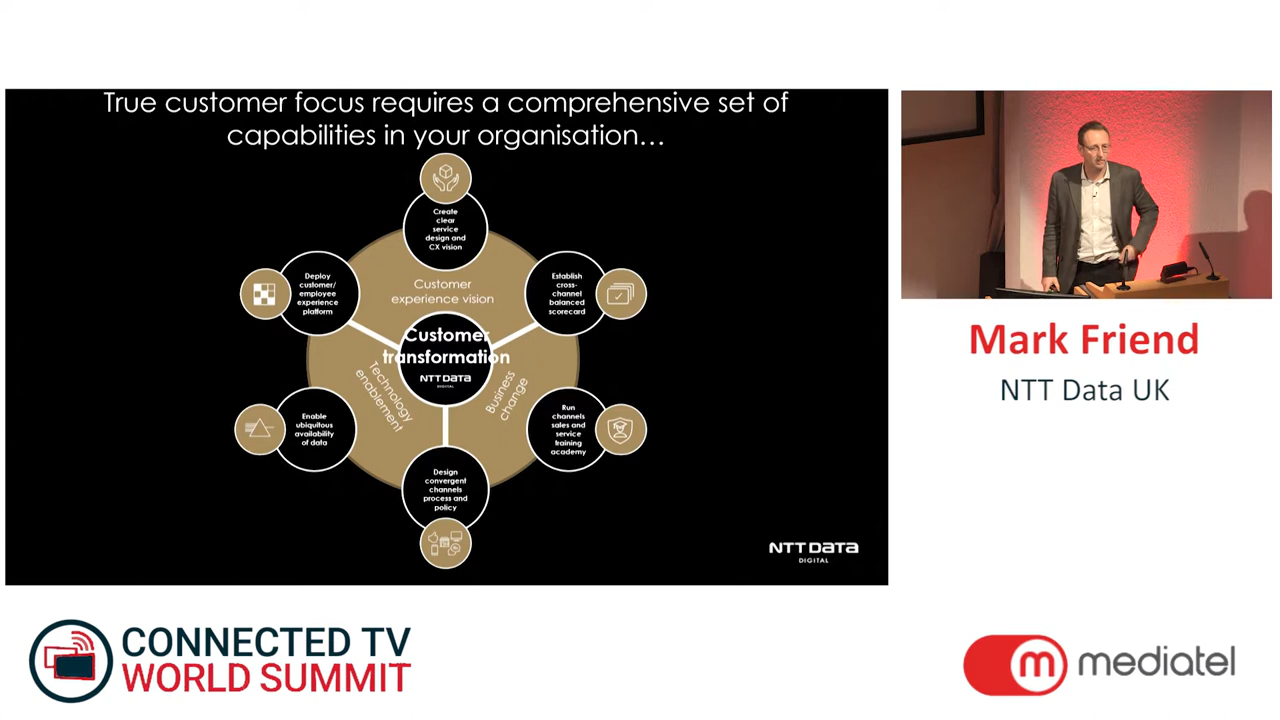 True customer focus requires a comprehensive set of
capabilities in your organisation...
Create
clear
service
design and
CX vision
Deploy
customer/
employee
experience
platform
Customer
experience vision
Establish
cross-
channel
balanced
scorecard
Customer
transformation
NTT DATA
DIGITAL
Technology
enablement
Business
change
Enable
ubiquitous
availability
of data
Run
channels
sales and
service
training
academy
Design
convergent
channels
process and
policy
NTT DATA
DIGITAL
Mark Friend
NTT Data UK
CONNECTED TV
WORLD SUMMIT
m mediatel